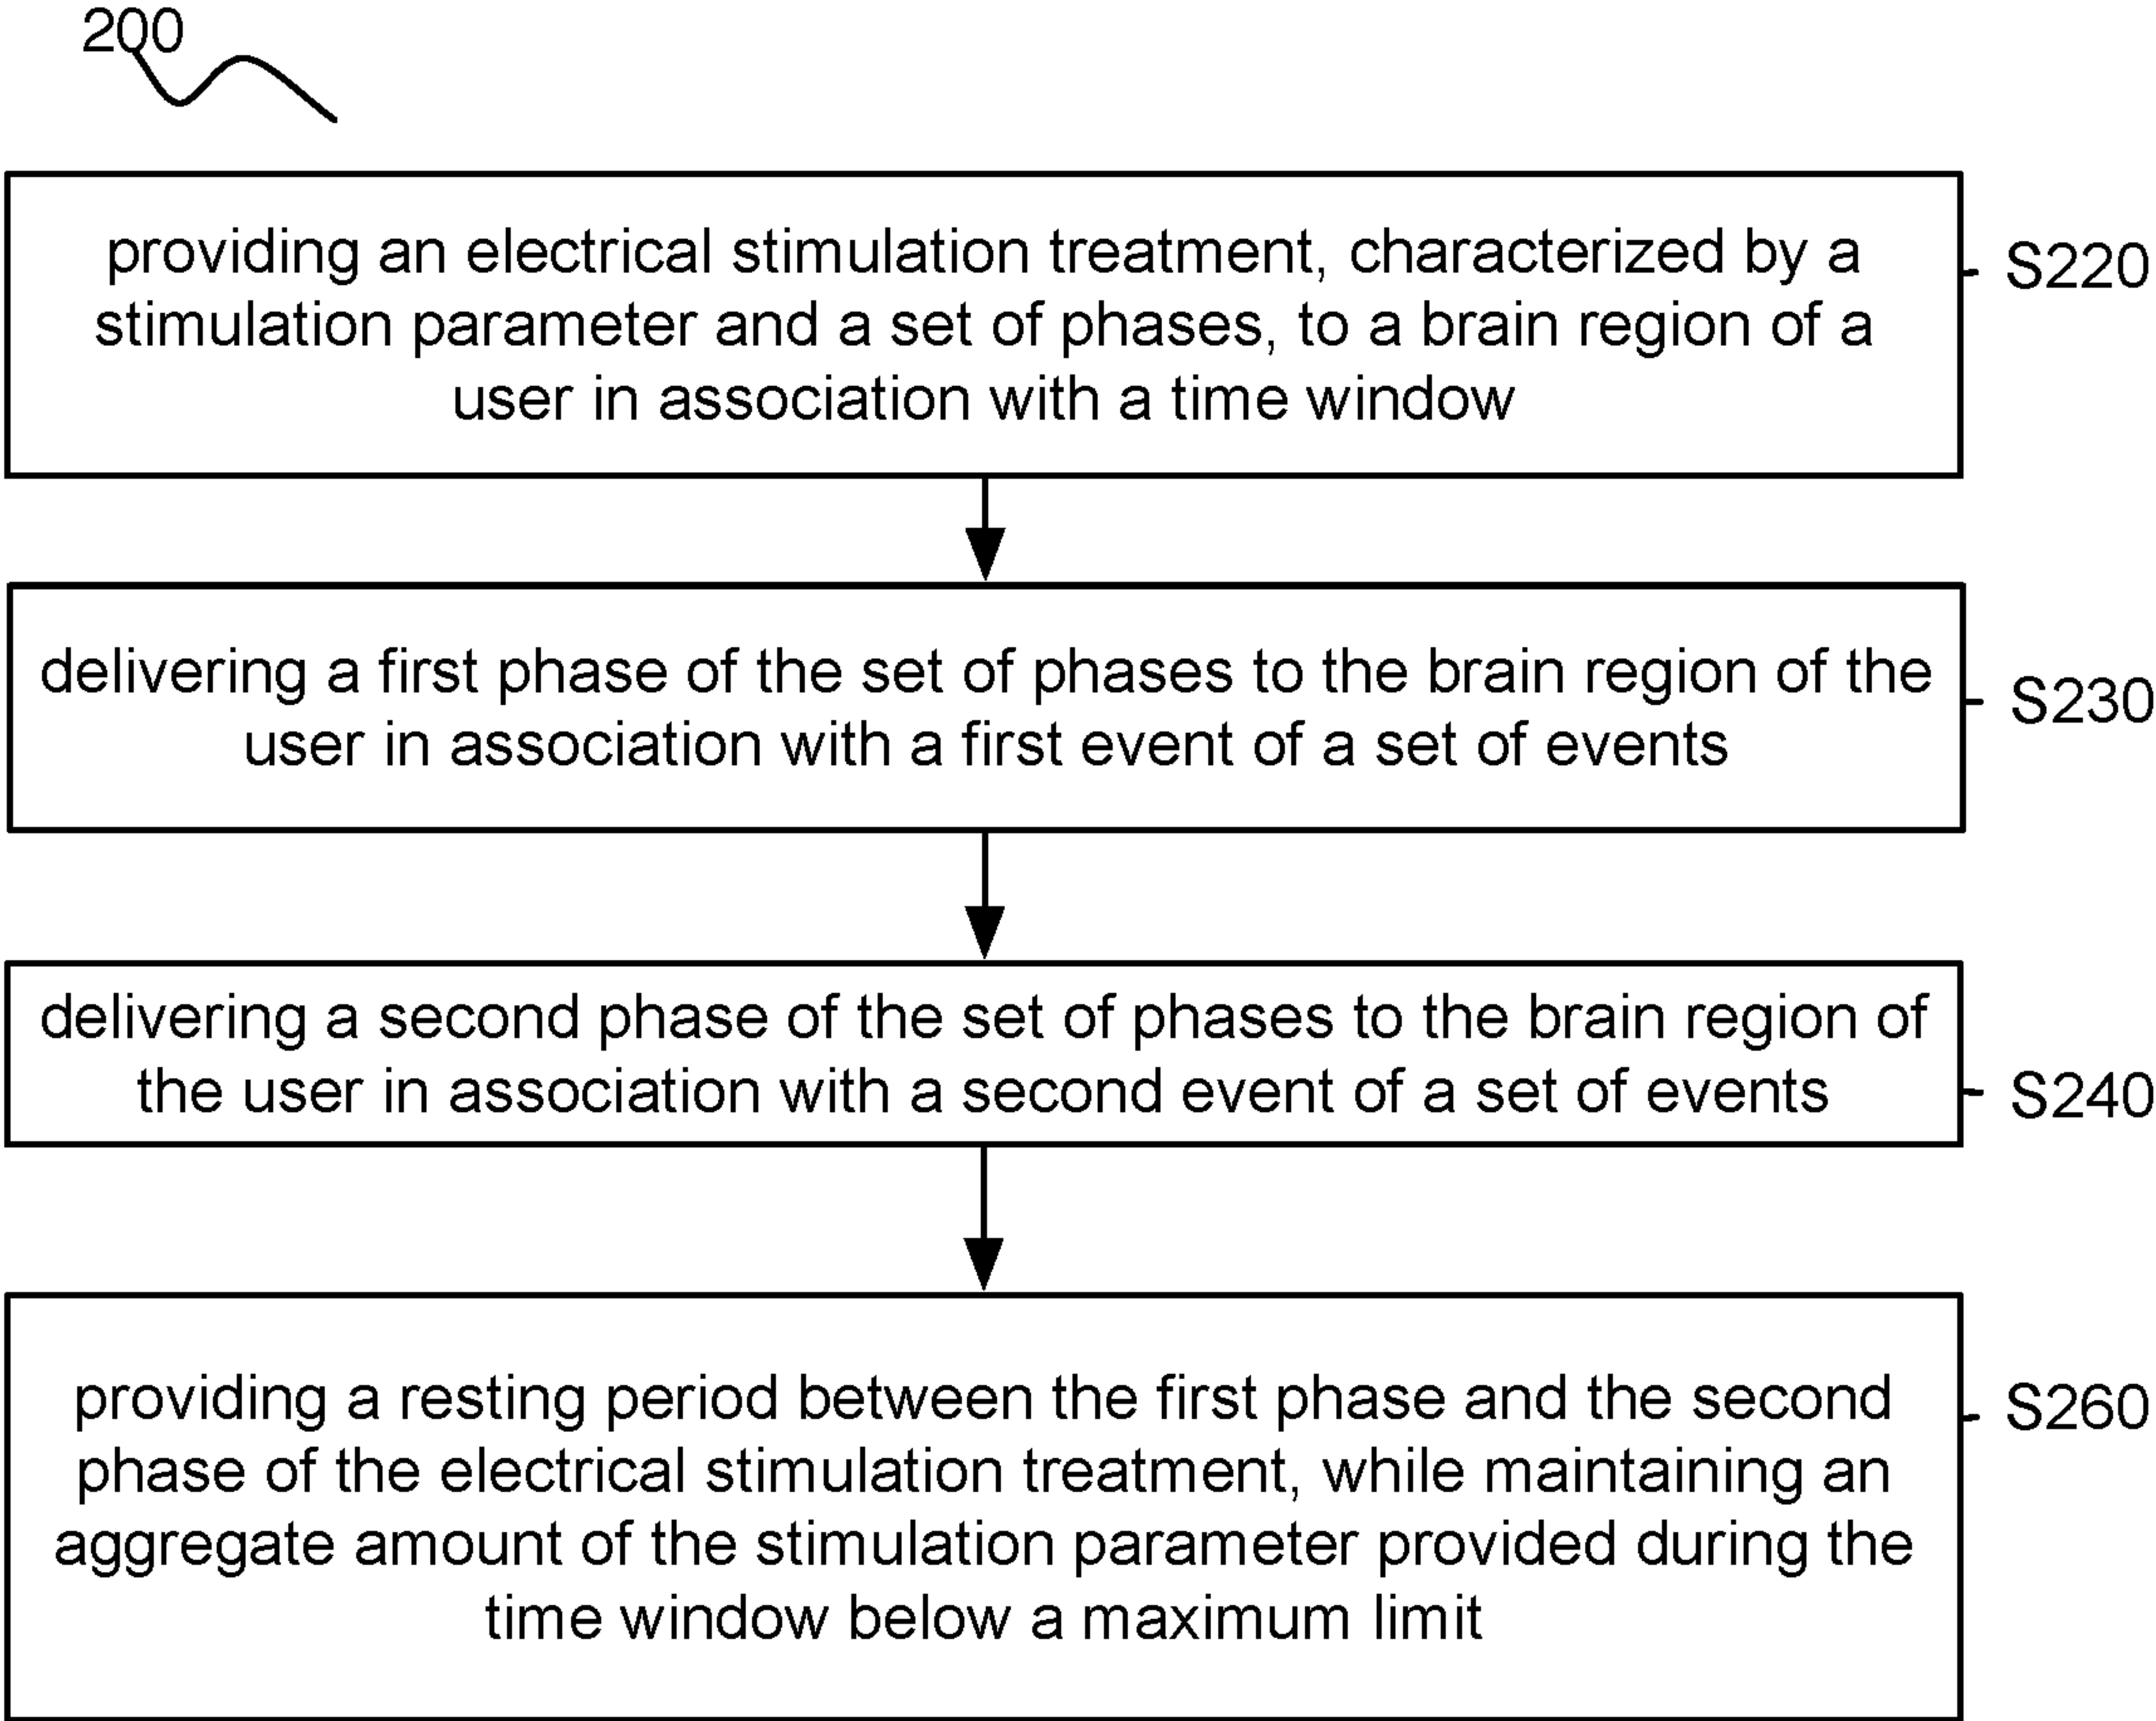 200
providing an electrical stimulation treatment, characterized by a
stimulation parameter and a set of phases, to a brain region of a
user in association with a time window
S220
delivering a first phase of the set of phases to the brain region of the
user in association with a first event of a set of events
S230
delivering a second phase of the set of phases to the brain region of
the user in association with a second event of a set of events
S240
providing a resting period between the first phase and the second
phase of the electrical stimulation treatment, while maintaining an
aggregate amount of the stimulation parameter provided during the
time window below a maximum limit
S260